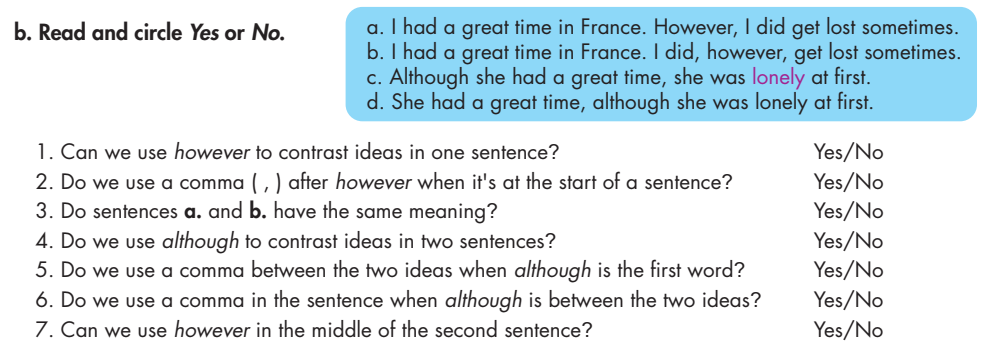 b. Read and circle Yes or No.
a. I had a great time in France. However, I did get lost sometimes.
b. I had a great time in France. I did, however, get lost sometimes.
c. Although she had a great time, she was lonely at first.
d. She had a great time, although she was lonely at first.
1. Can we use however to contrast ideas in one sentence? Yes/No
2. Do we use a comma ( , ) after however when it's at the start of a sentence? Yes/No
3. Do sentences a. and b. have the same meaning? Yes/No
4. Do we use although to contrast ideas in two sentences? Yes/No
5. Do we use a comma between the two ideas when although is the first word? Yes/No
6. Do we use a comma in the sentence when although is between the two ideas? Yes/No
7. Can we use however in the middle of the second sentence? Yes/No